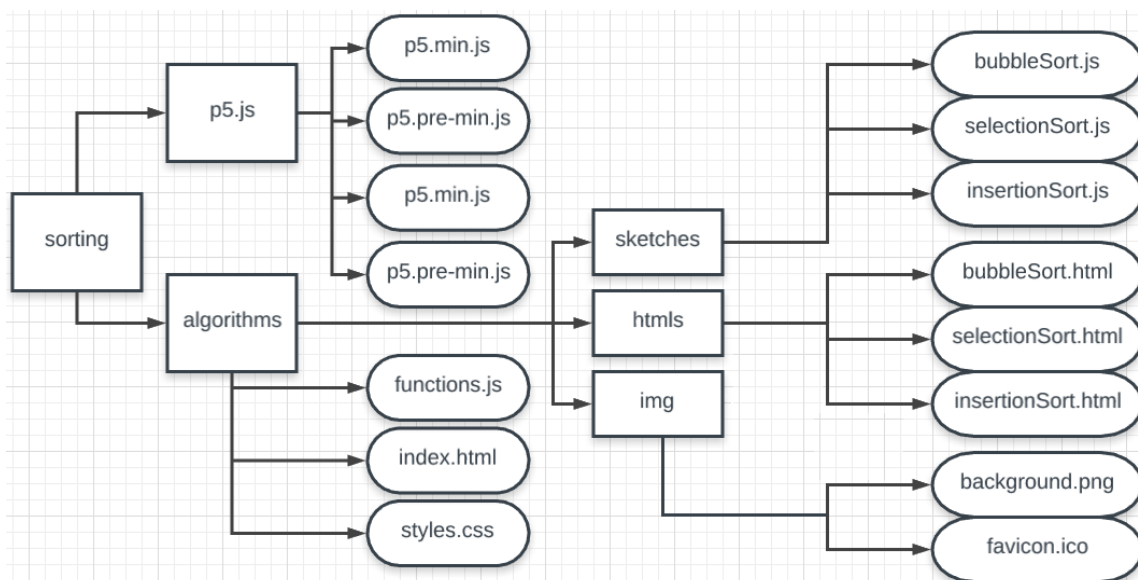 sorting
p5.js
p5.min.js
p5.pre-min.js
p5.min.js
p5.pre-min.js
algorithms
functions.js
index.html
styles.css
sketches
bubbleSort.js
selectionSort.js
insertionSort.js
htmls
bubbleSort.html
selectionSort.html
insertionSort.html
img
background.png
favicon.ico